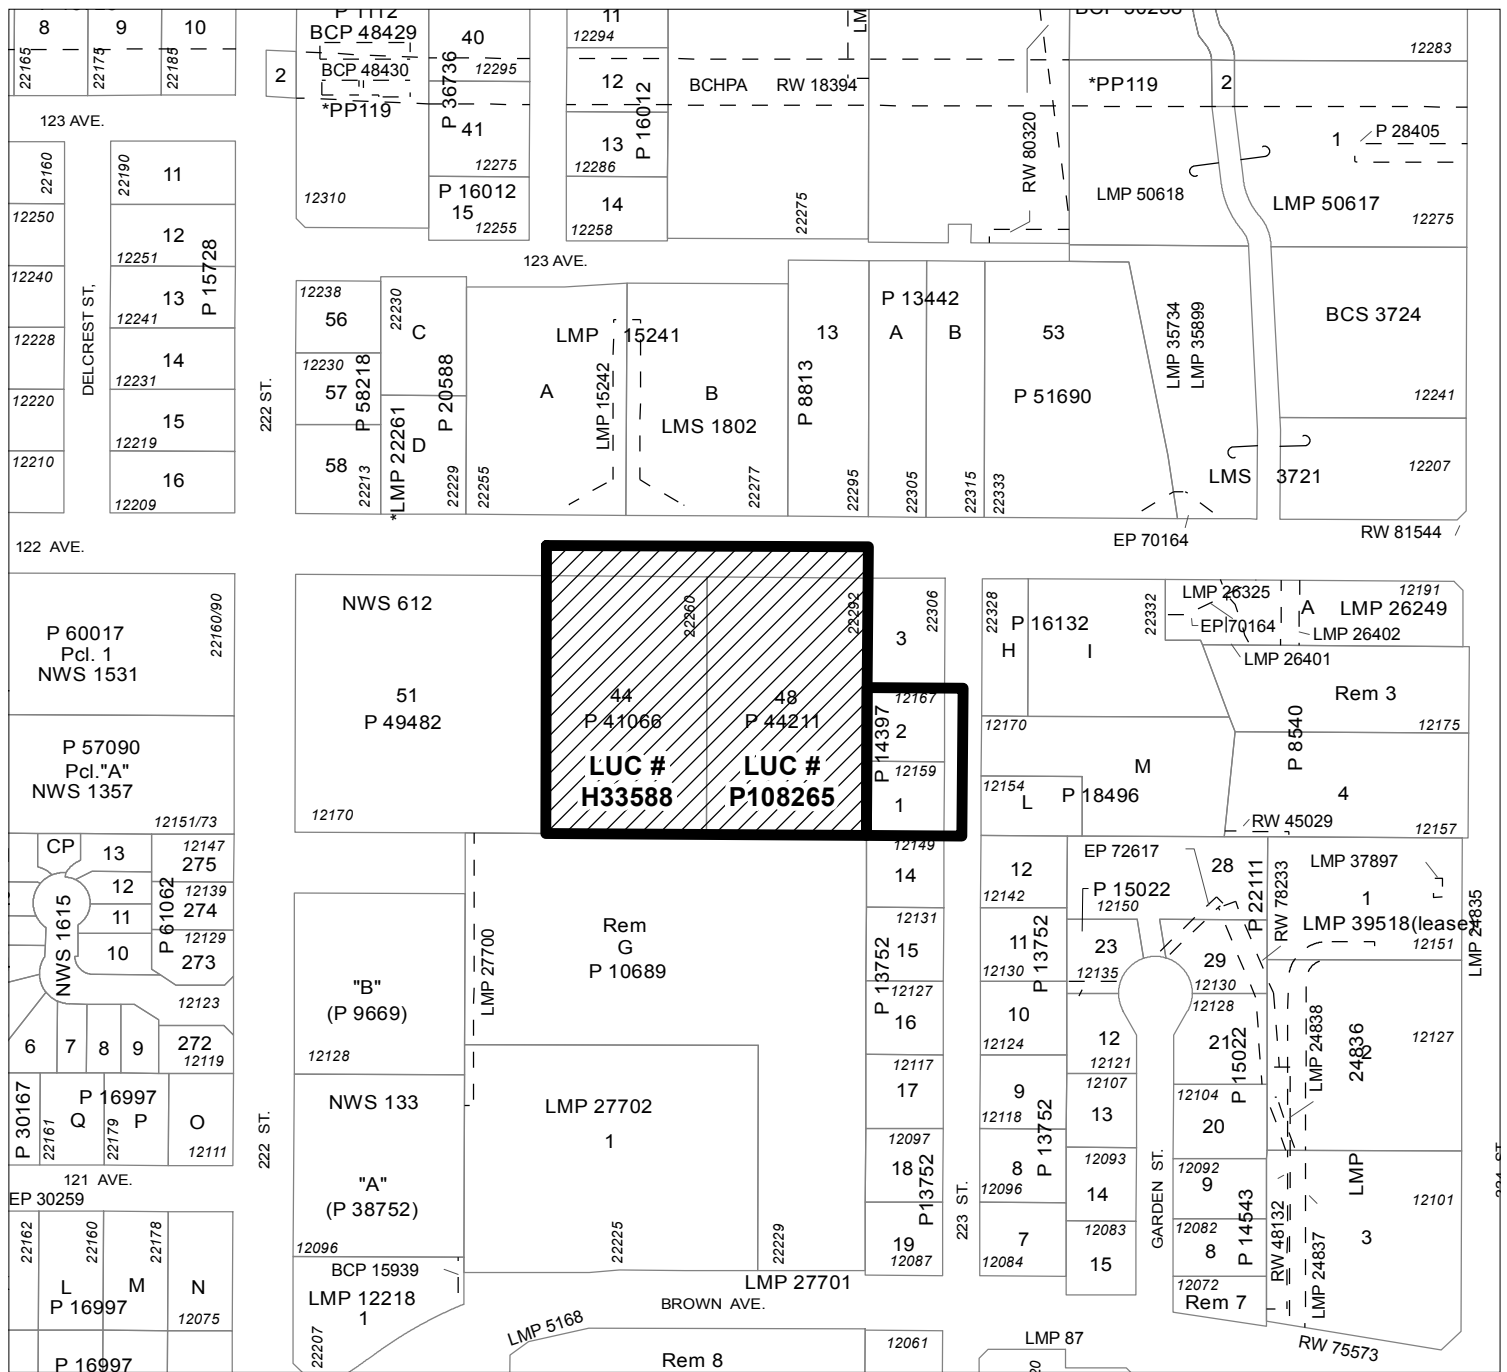 8
9
10
22165
22175
22185
2
BCP 48429
BCP 48430
*PP119
P 36736
40
12295
41
12275
P 16012
15
12255
11
12294
12
13
12286
P 16012
14
12258
BCHPA
RW 18394
22275
RW 80320
*PP119
2
12283
1
P 28405
LMP 50618
LMP 50617
12275
123 AVE.
22160
22190
11
12310
12250
12
12251
P 15728
12240
13
12241
12228
14
12231
12220
15
12219
12210
16
12209
DELCREST ST,
222 ST.
123 AVE.
12238
56
12230
57
58
P 58218
22213
22230
C
P 20588
*LMP 22261
D
22229
22255
LMP 15241
A
LMP 15242
B
LMS 1802
22277
P 8813
13
22295
P 13442
A
B
22305
22315
22333
53
P 51690
LMP 35734
LMP 35899
BCS 3724
12241
12207
LMS 3721
EP 70164
RW 81544
122 AVE.
P 60017
Pcl. 1
NWS 1531
22160/90
P 57090
Pcl."A"
NWS 1357
12151/73
NWS 612
51
P 49482
12170
22260
44
P 41066
LUC #
H33588
22292
48
P 44211
LUC #
P108265
3
22306
12167
2
P 14397
12159
1
22328
H
P 16132
I
22332
12170
LMP 26325
EP 70164
A
12191
LMP 26249
LMP 26402
LMP 26401
Rem 3
12175
P 8540
M
12154
L
P 18496
4
12157
RW 45029
CP
13
12
11
10
NWS 1615
12147
275
12139
274
12129
273
P 61062
12123
6
7
8
9
272
12119
P 30167
P 16997
Q
P
O
22161
22179
12111
121 AVE.
EP 30259
22162
22160
22178
L
M
N
P 16997
12075
P 16997
222 ST.
"B"
(P 9669)
12128
LMP 27700
Rem
G
P 10689
NWS 133
"A"
(P 38752)
12096
LMP 27702
1
22225
22229
BCP 15939
LMP 12218
1
22207
LMP 27701
BROWN AVE.
LMP 5168
Rem 8
12149
14
12131
15
P 13752
12127
16
12117
17
12097
18
P13752
19
12087
12061
223 ST.
12
12142
11
12130
P 13752
10
12124
9
12118
P 13752
8
12096
7
12084
LMP 87
EP 72617
P 15022
12150
23
12135
12
12121
12107
13
12093
14
12083
15
GARDEN ST.
28
P 22111
RW 78233
29
12130
12128
21
P 15022
12104
20
12092
9
P 14543
12082
8
12072
Rem 7
LMP 37897
1
LMP 39518(lease)
12151
LMP 24835
LMP 24838
24836
2
12127
LMP
RW 48132
LMP 24837
3
12101
RW 75573